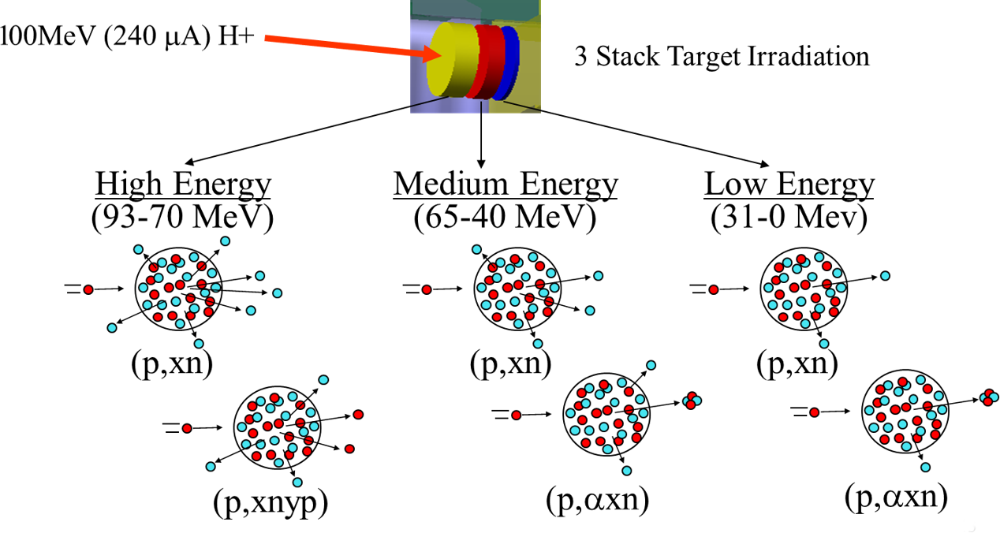 100MeV (240 μA) H+
3 Stack Target Irradiation
High Energy
(93-70 MeV)
Medium Energy
(65-40 MeV)
Low Energy
(31-0 Mev)
(p,xn)
(p,xn)
(p,xn)
(p,xnyp)
(p,αxn)
(p,αxn)